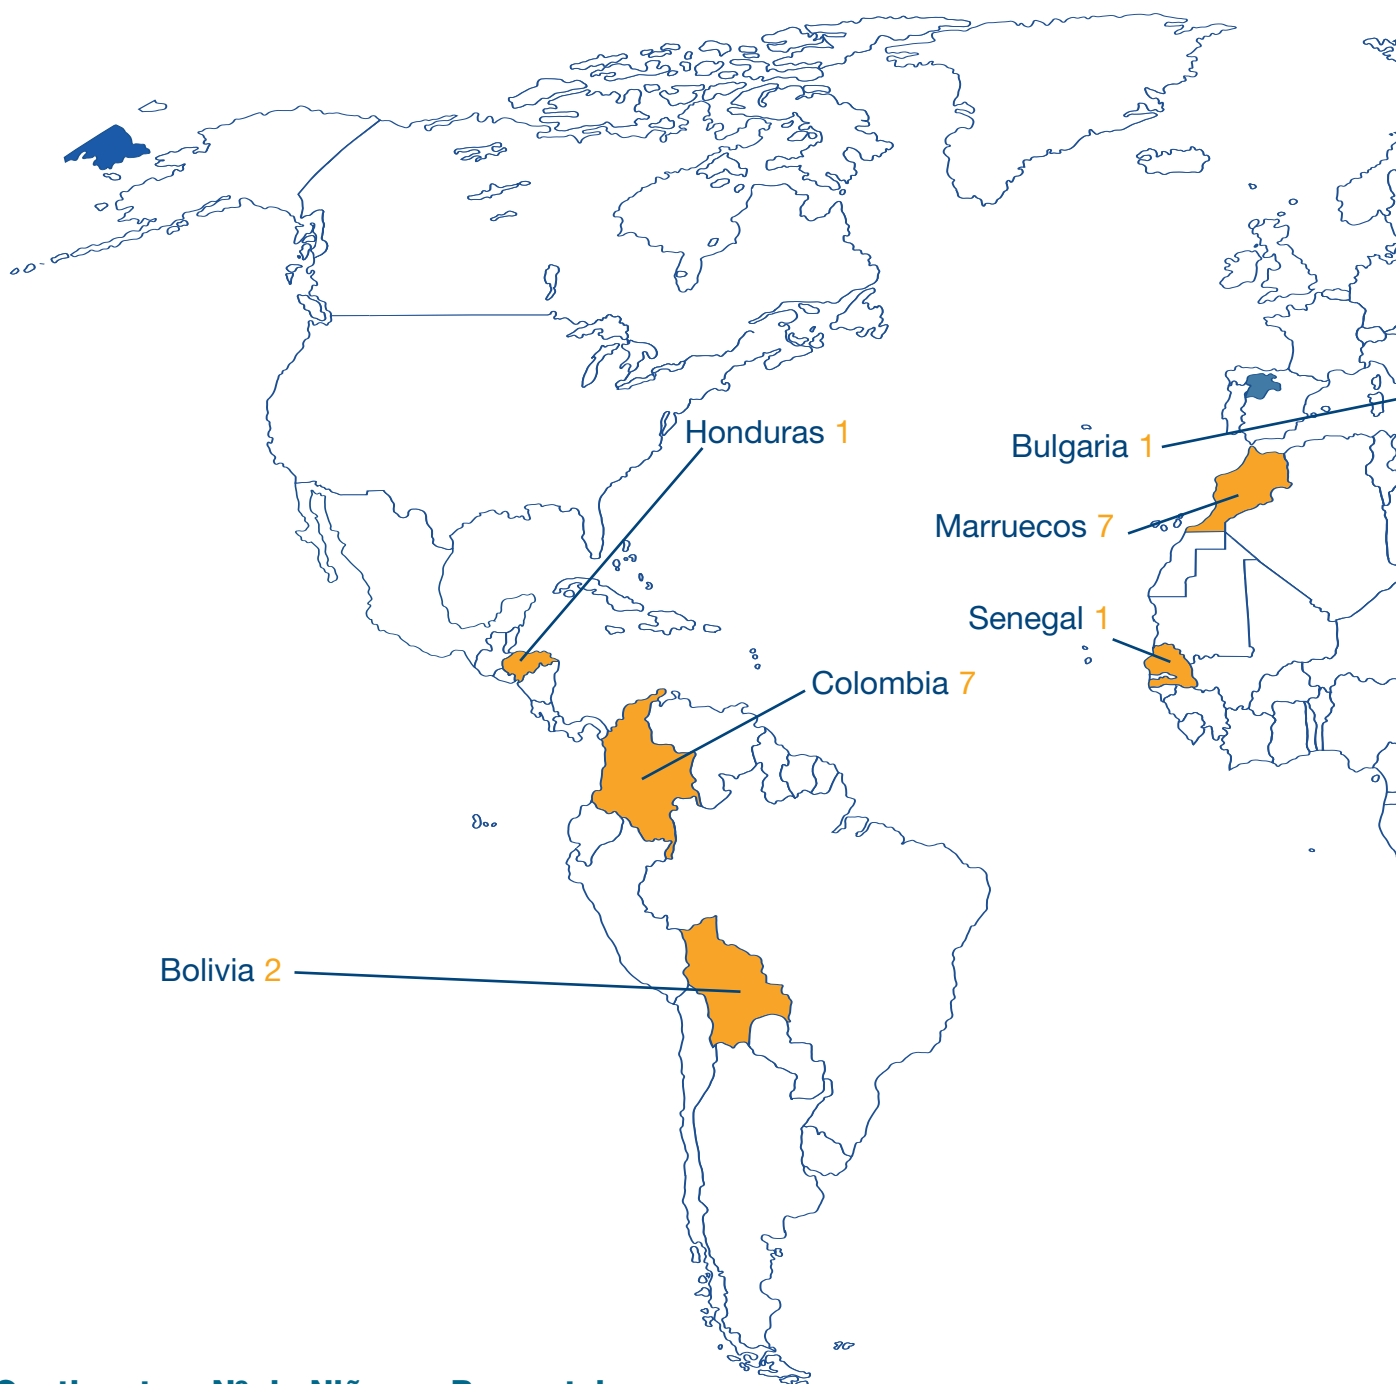 Honduras 1
Bulgaria 1
Marruecos 7
Senegal 1
Colombia 7
Bolivia 2